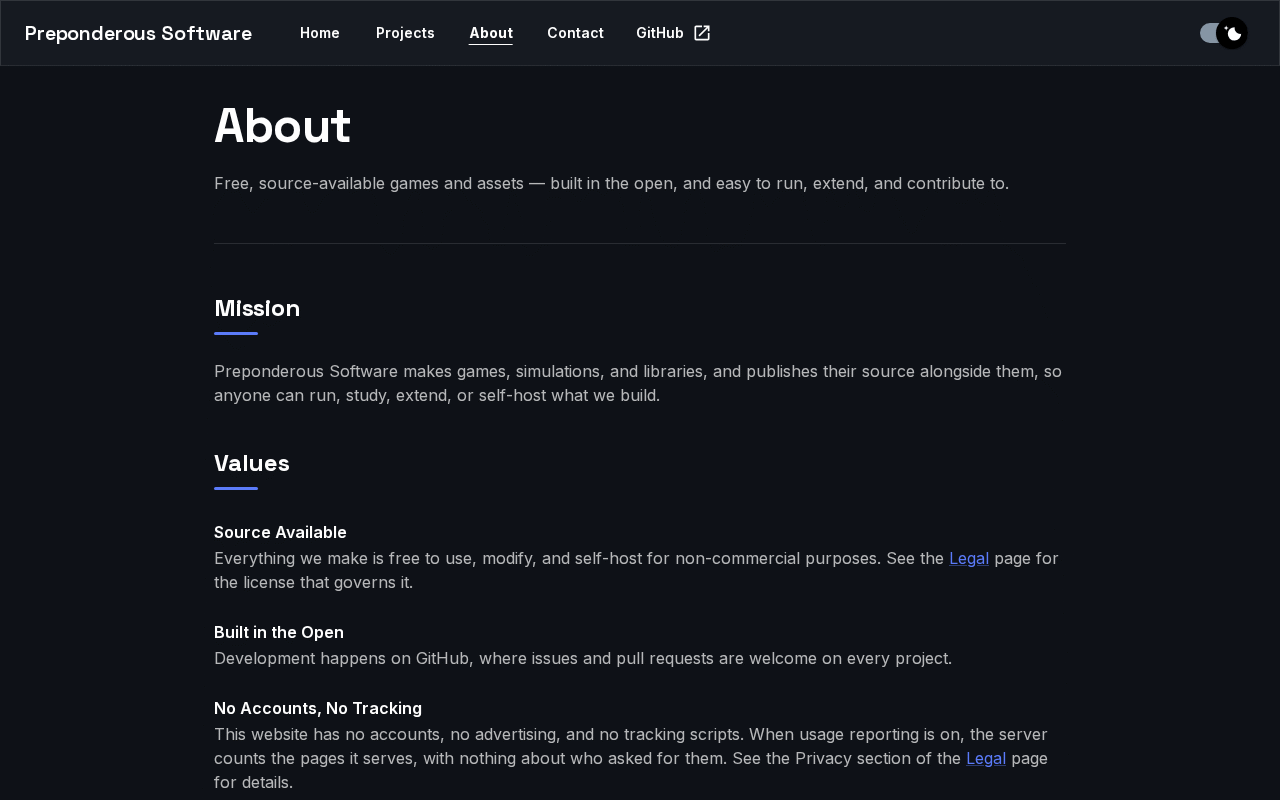 Preponderous Software
Home
Projects
About
Contact
GitHub
About
Free, source-available games and assets — built in the open, and easy to run, extend, and contribute to.
Mission
Preponderous Software makes games, simulations, and libraries, and publishes their source alongside them, so
anyone can run, study, extend, or self-host what we build.
Values
Source Available
Everything we make is free to use, modify, and self-host for non-commercial purposes. See the Legal page for
the license that governs it.
Built in the Open
Development happens on GitHub, where issues and pull requests are welcome on every project.
No Accounts, No Tracking
This website has no accounts, no advertising, and no tracking scripts. When usage reporting is on, the server
counts the pages it serves, with nothing about who asked for them. See the Privacy section of the Legal page
for details.